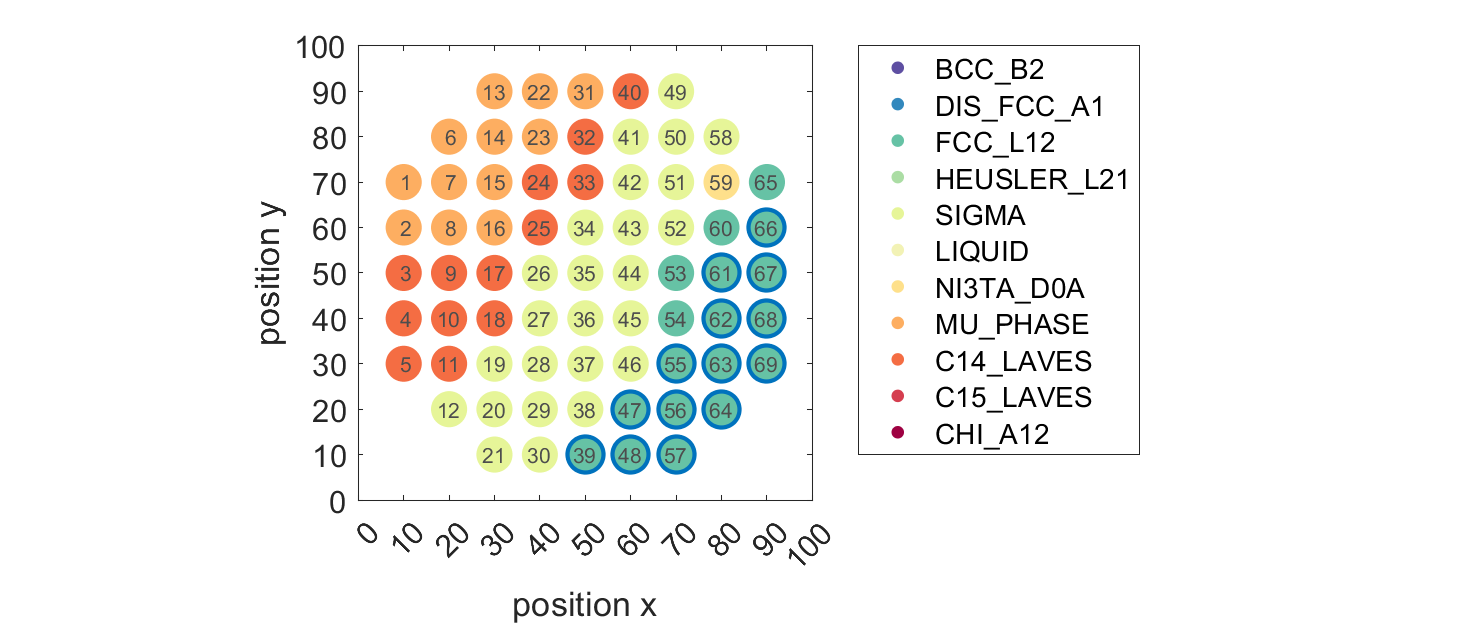 100
90 13 22 31 40 49
80 6 14 23 32 41 50 58
70 1 7 15 24 33 42 51 59 65
60 2 8 16 25 34 43 52 60 66
50 3 9 17 26 35 44 53 61 67
40 4 10 18 27 36 45 54 62 68
30 5 11 19 28 37 46 55 63 69
20 12 20 29 38 47 56 64
10 21 30 39 48 57
0
0 10 20 30 40 50 60 70 80 90 100
position x
position y
BCC_B2
DIS_FCC_A1
FCC_L12
HEUSLER_L21
SIGMA
LIQUID
NI3TA_D0A
MU_PHASE
C14_LAVES
C15_LAVES
CHI_A12